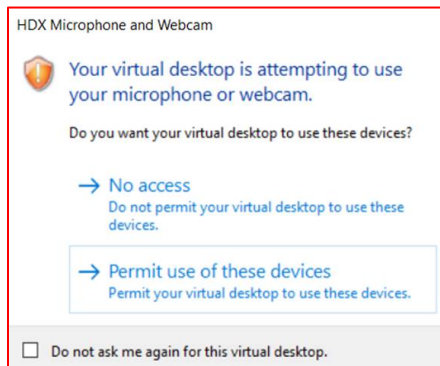 HDX Microphone and Webcam
Your virtual desktop is attempting to use
your microphone or webcam.
Do you want your virtual desktop to use these devices?
No access
Do not permit your virtual desktop to use these
devices.
Permit use of these devices
Permit your virtual desktop to use these devices.
Do not ask me again for this virtual desktop.